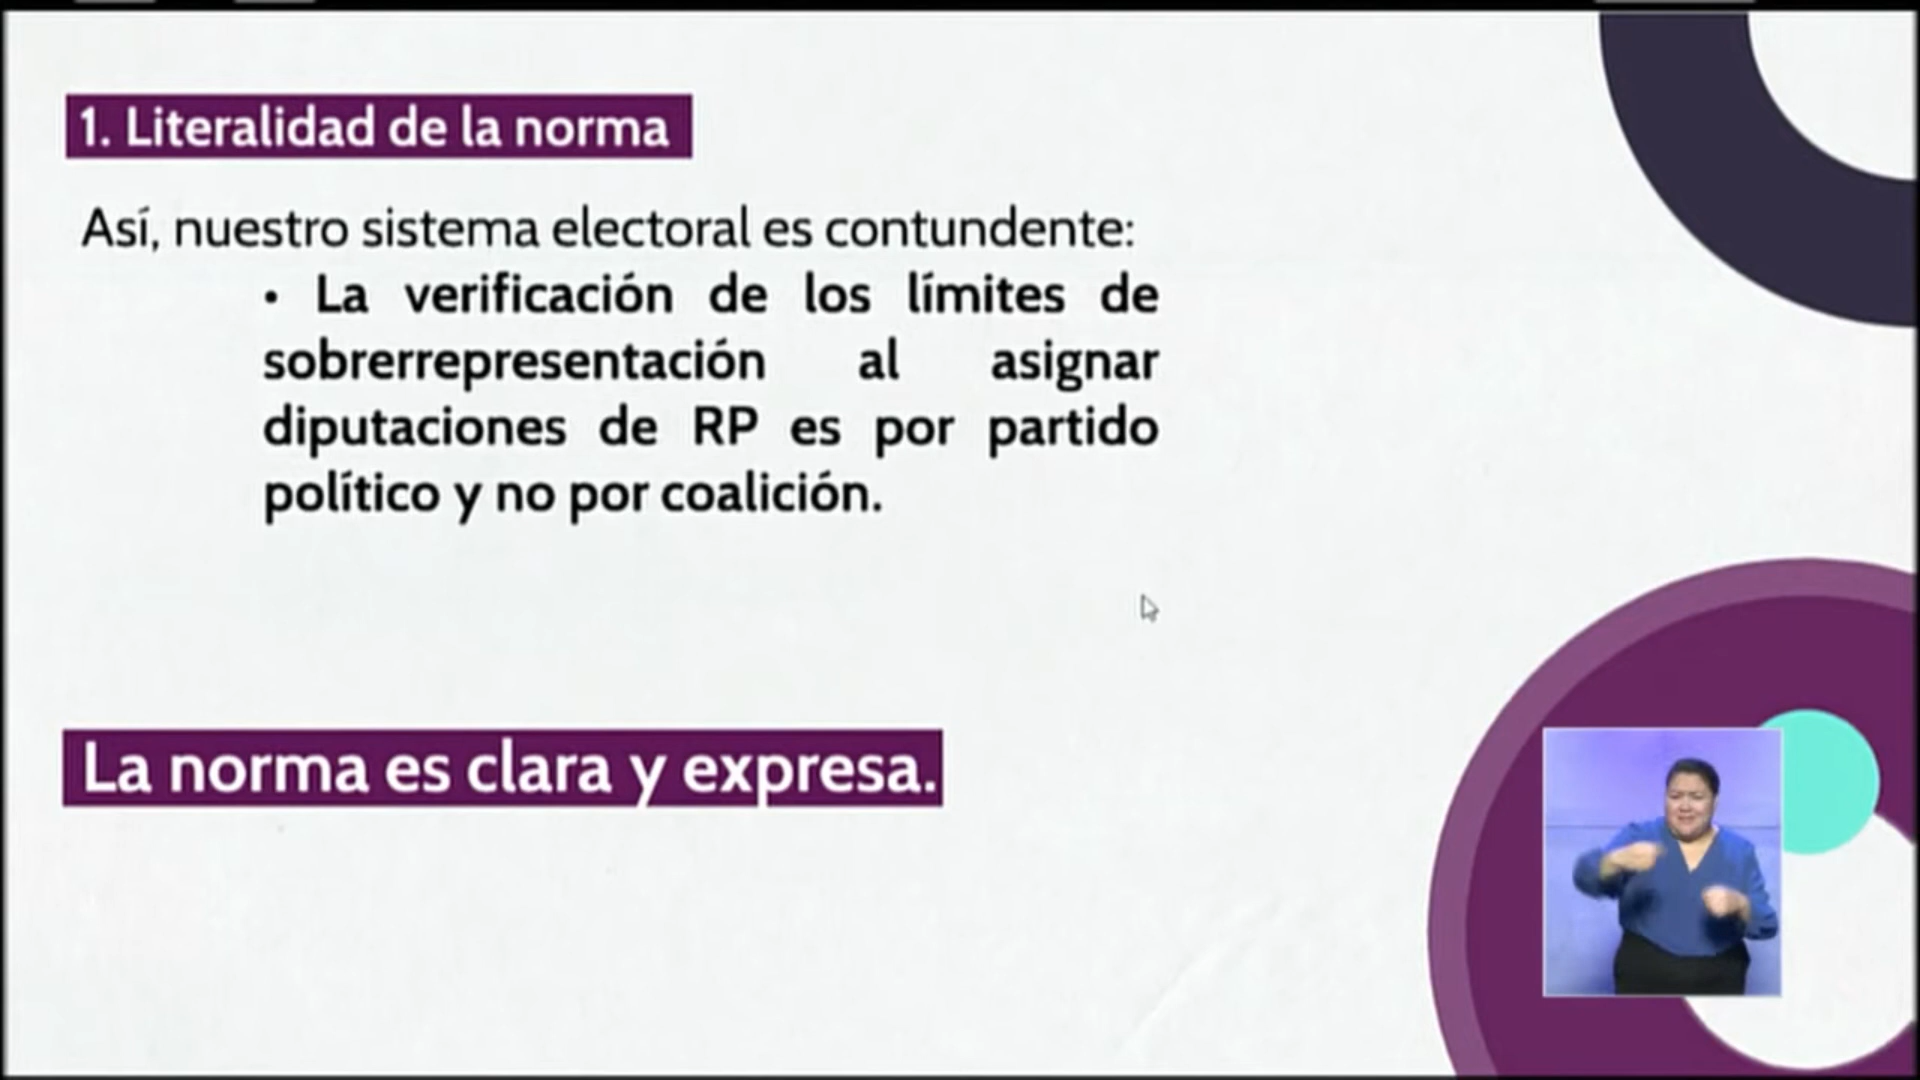 1. Literalidad de la norma
Así, nuestro sistema electoral es contundente:
• La verificación de los límites de
sobrerrepresentación al asignar
diputaciones de RP es por partido
político y no por coalición.
La norma es clara y expresa.